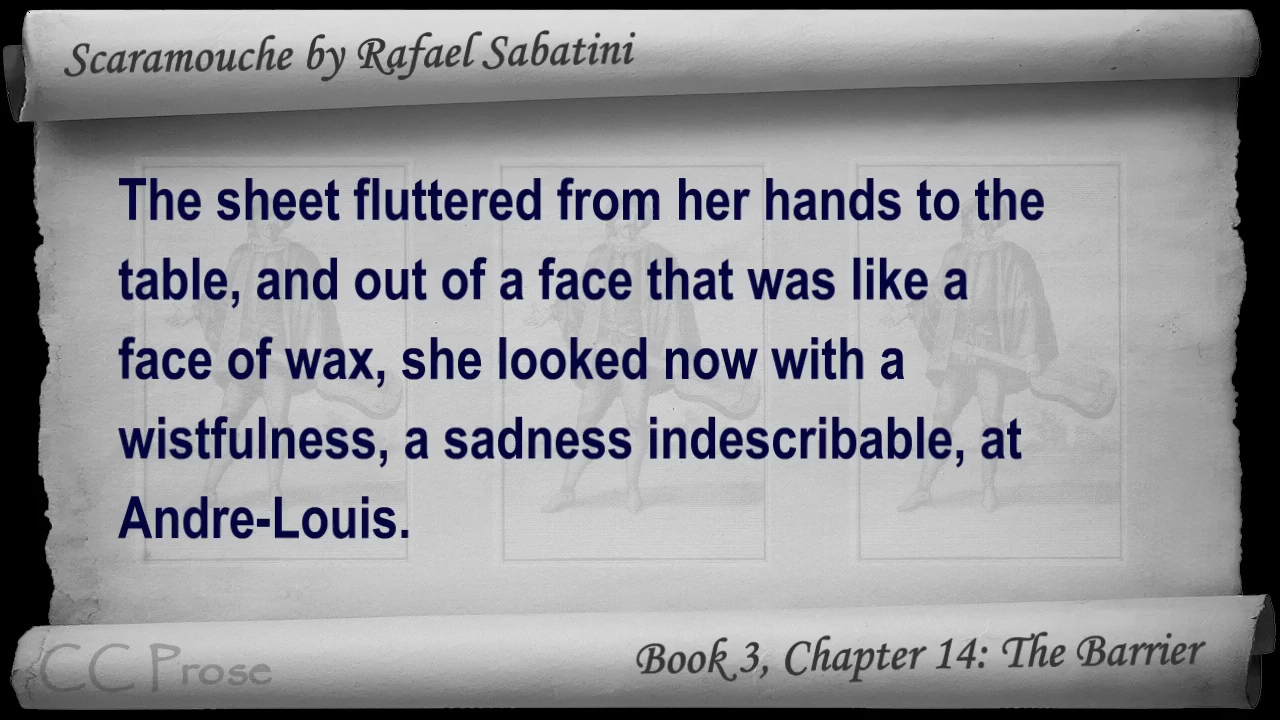 Scaramouche by Rafael Sabatini
The sheet fluttered from her hands to the
table, and out of a face that was like a
face of wax, she looked now with a
wistfulness, a sadness indescribable, at
Andre-Louis.
CC Prose
Book 3, Chapter 14: The Barrier